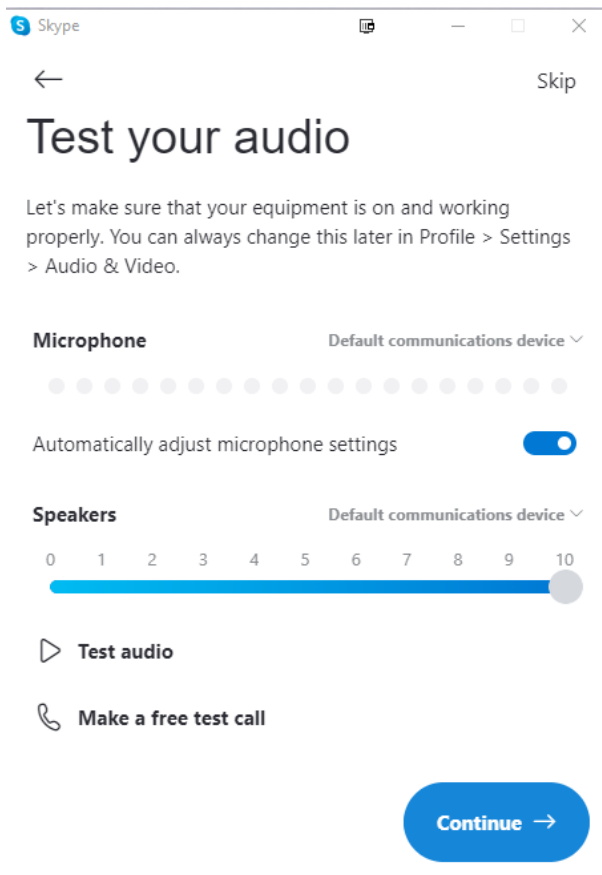 Skype
Skip
Test your audio
Let's make sure that your equipment is on and working
properly. You can always change this later in Profile > Settings
> Audio & Video.
Microphone Default communications device
Automatically adjust microphone settings
Speakers Default communications device
0 1 2 3 4 5 6 7 8 9 10
Test audio
Make a free test call
Continue